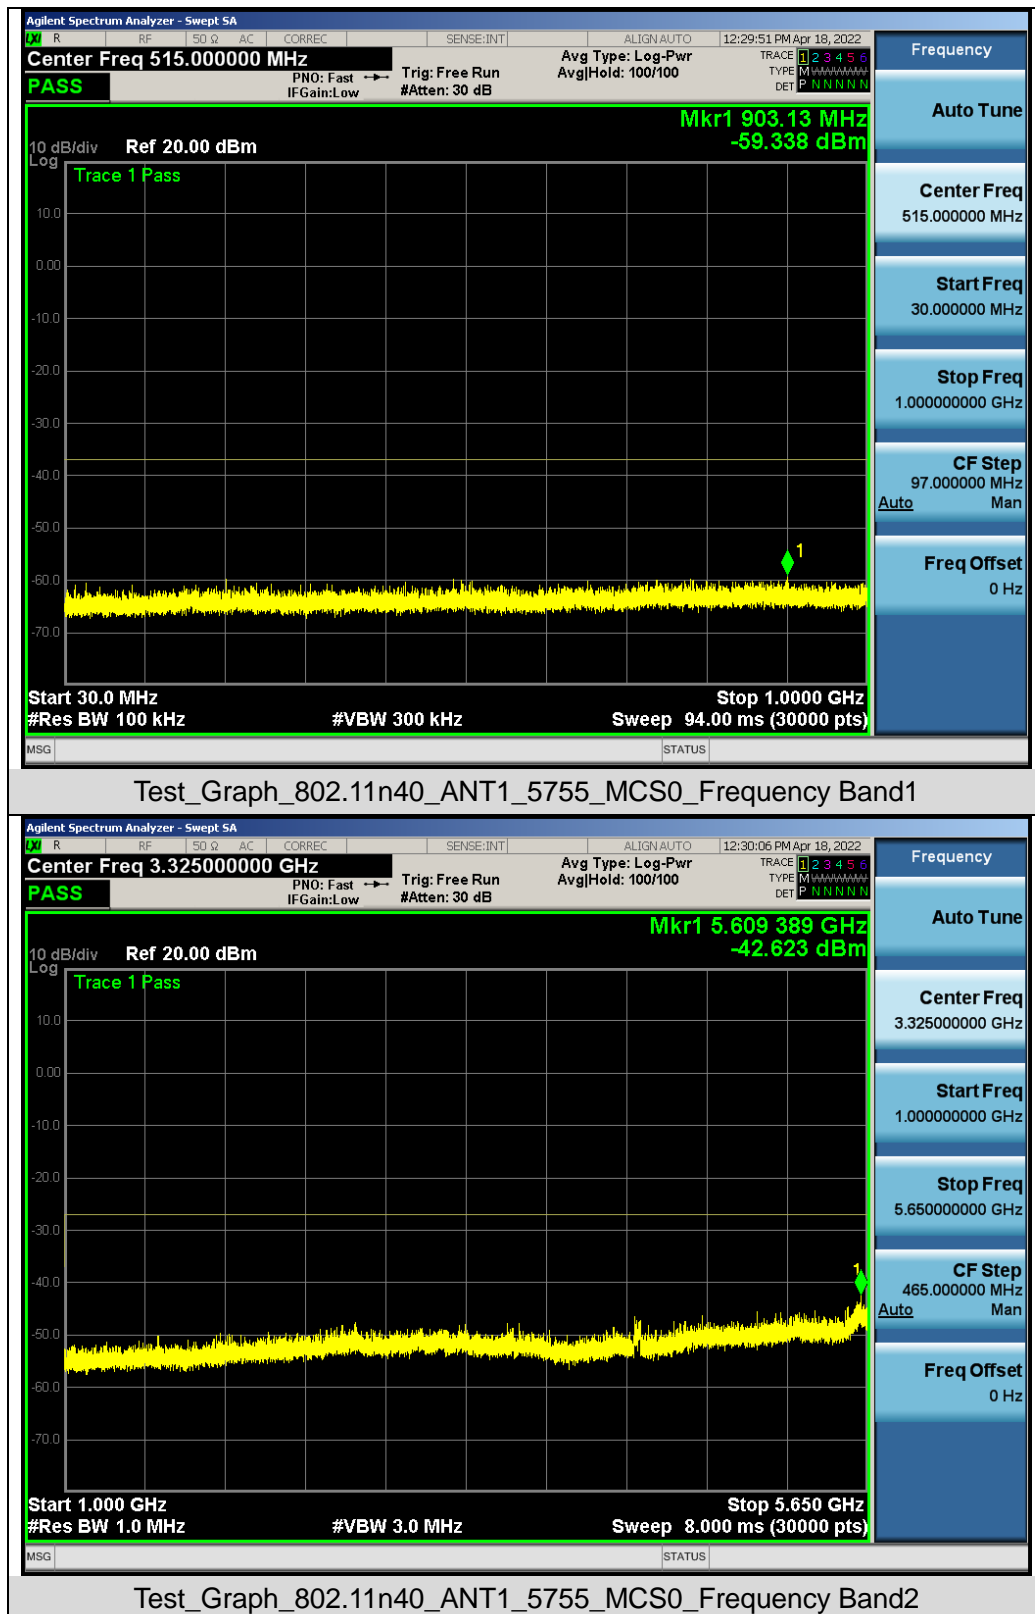 Agilent Spectrum Analyzer - Swept SA
LXI R RF 50 Ω AC CORREC SENSE:INT ALIGN AUTO 12:29:51 PM Apr 18, 2022
Center Freq 515.000000 MHz
PNO: Fast
IFGain:Low
Trig: Free Run
#Atten: 30 dB
Avg Type: Log-Pwr
Avg|Hold: 100/100
TRACE 1 2 3 4 5 6
TYPE M WWWWW
DET P N N N N N
PASS
Mkr1 903.13 MHz
-59.338 dBm
10 dB/div Ref 20.00 dBm
Log
Trace 1 Pass
10.0
0.00
-10.0
-20.0
-30.0
-40.0
-50.0
-60.0
-70.0
1
Start 30.0 MHz Stop 1.0000 GHz
#Res BW 100 kHz #VBW 300 kHz Sweep 94.00 ms (30000 pts)
MSG STATUS
Frequency
Auto Tune
Center Freq
515.000000 MHz
Start Freq
30.000000 MHz
Stop Freq
1.000000000 GHz
CF Step
97.000000 MHz
Auto Man
Freq Offset
0 Hz
Test_Graph_802.11n40_ANT1_5755_MCS0_Frequency Band1
Agilent Spectrum Analyzer - Swept SA
LXI R RF 50 Ω AC CORREC SENSE:INT ALIGN AUTO 12:30:06 PM Apr 18, 2022
Center Freq 3.325000000 GHz
PNO: Fast
IFGain:Low
Trig: Free Run
#Atten: 30 dB
Avg Type: Log-Pwr
Avg|Hold: 100/100
TRACE 1 2 3 4 5 6
TYPE M WWWWW
DET P N N N N N
PASS
Mkr1 5.609 389 GHz
-42.623 dBm
10 dB/div Ref 20.00 dBm
Log
Trace 1 Pass
10.0
0.00
-10.0
-20.0
-30.0
-40.0
-50.0
-60.0
-70.0
1
Start 1.000 GHz Stop 5.650 GHz
#Res BW 1.0 MHz #VBW 3.0 MHz Sweep 8.000 ms (30000 pts)
MSG STATUS
Frequency
Auto Tune
Center Freq
3.325000000 GHz
Start Freq
1.000000000 GHz
Stop Freq
5.650000000 GHz
CF Step
465.000000 MHz
Auto Man
Freq Offset
0 Hz
Test_Graph_802.11n40_ANT1_5755_MCS0_Frequency Band2